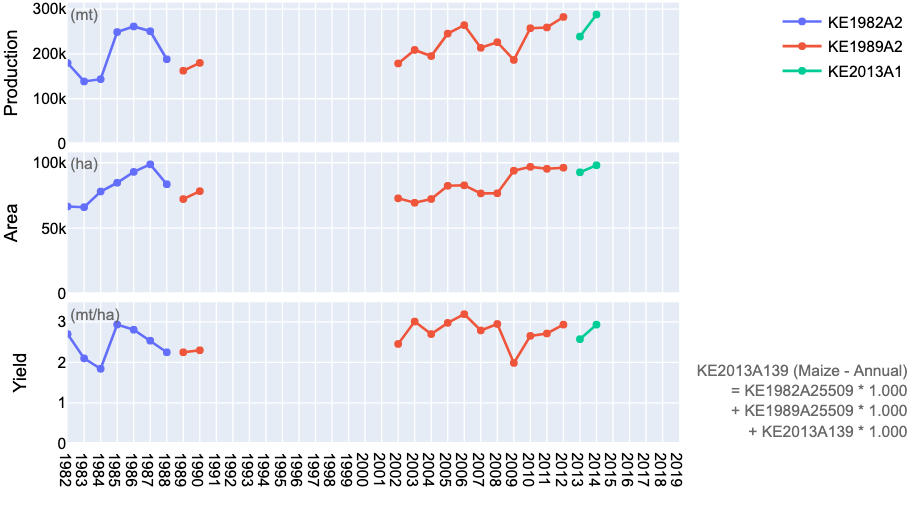 Production
(mt)
300k
200k
100k
0
Area
(ha)
100k
50k
0
Yield
(mt/ha)
3
2
1
0
1982
1983
1984
1985
1986
1987
1988
1989
1990
1991
1992
1993
1994
1995
1996
1997
1998
1999
2000
2001
2002
2003
2004
2005
2006
2007
2008
2009
2010
2011
2012
2013
2014
2015
2016
2017
2018
2019
KE1982A2
KE1989A2
KE2013A1
KE2013A139 (Maize - Annual)
= KE1982A25509 * 1.000
+ KE1989A25509 * 1.000
+ KE2013A139 * 1.000